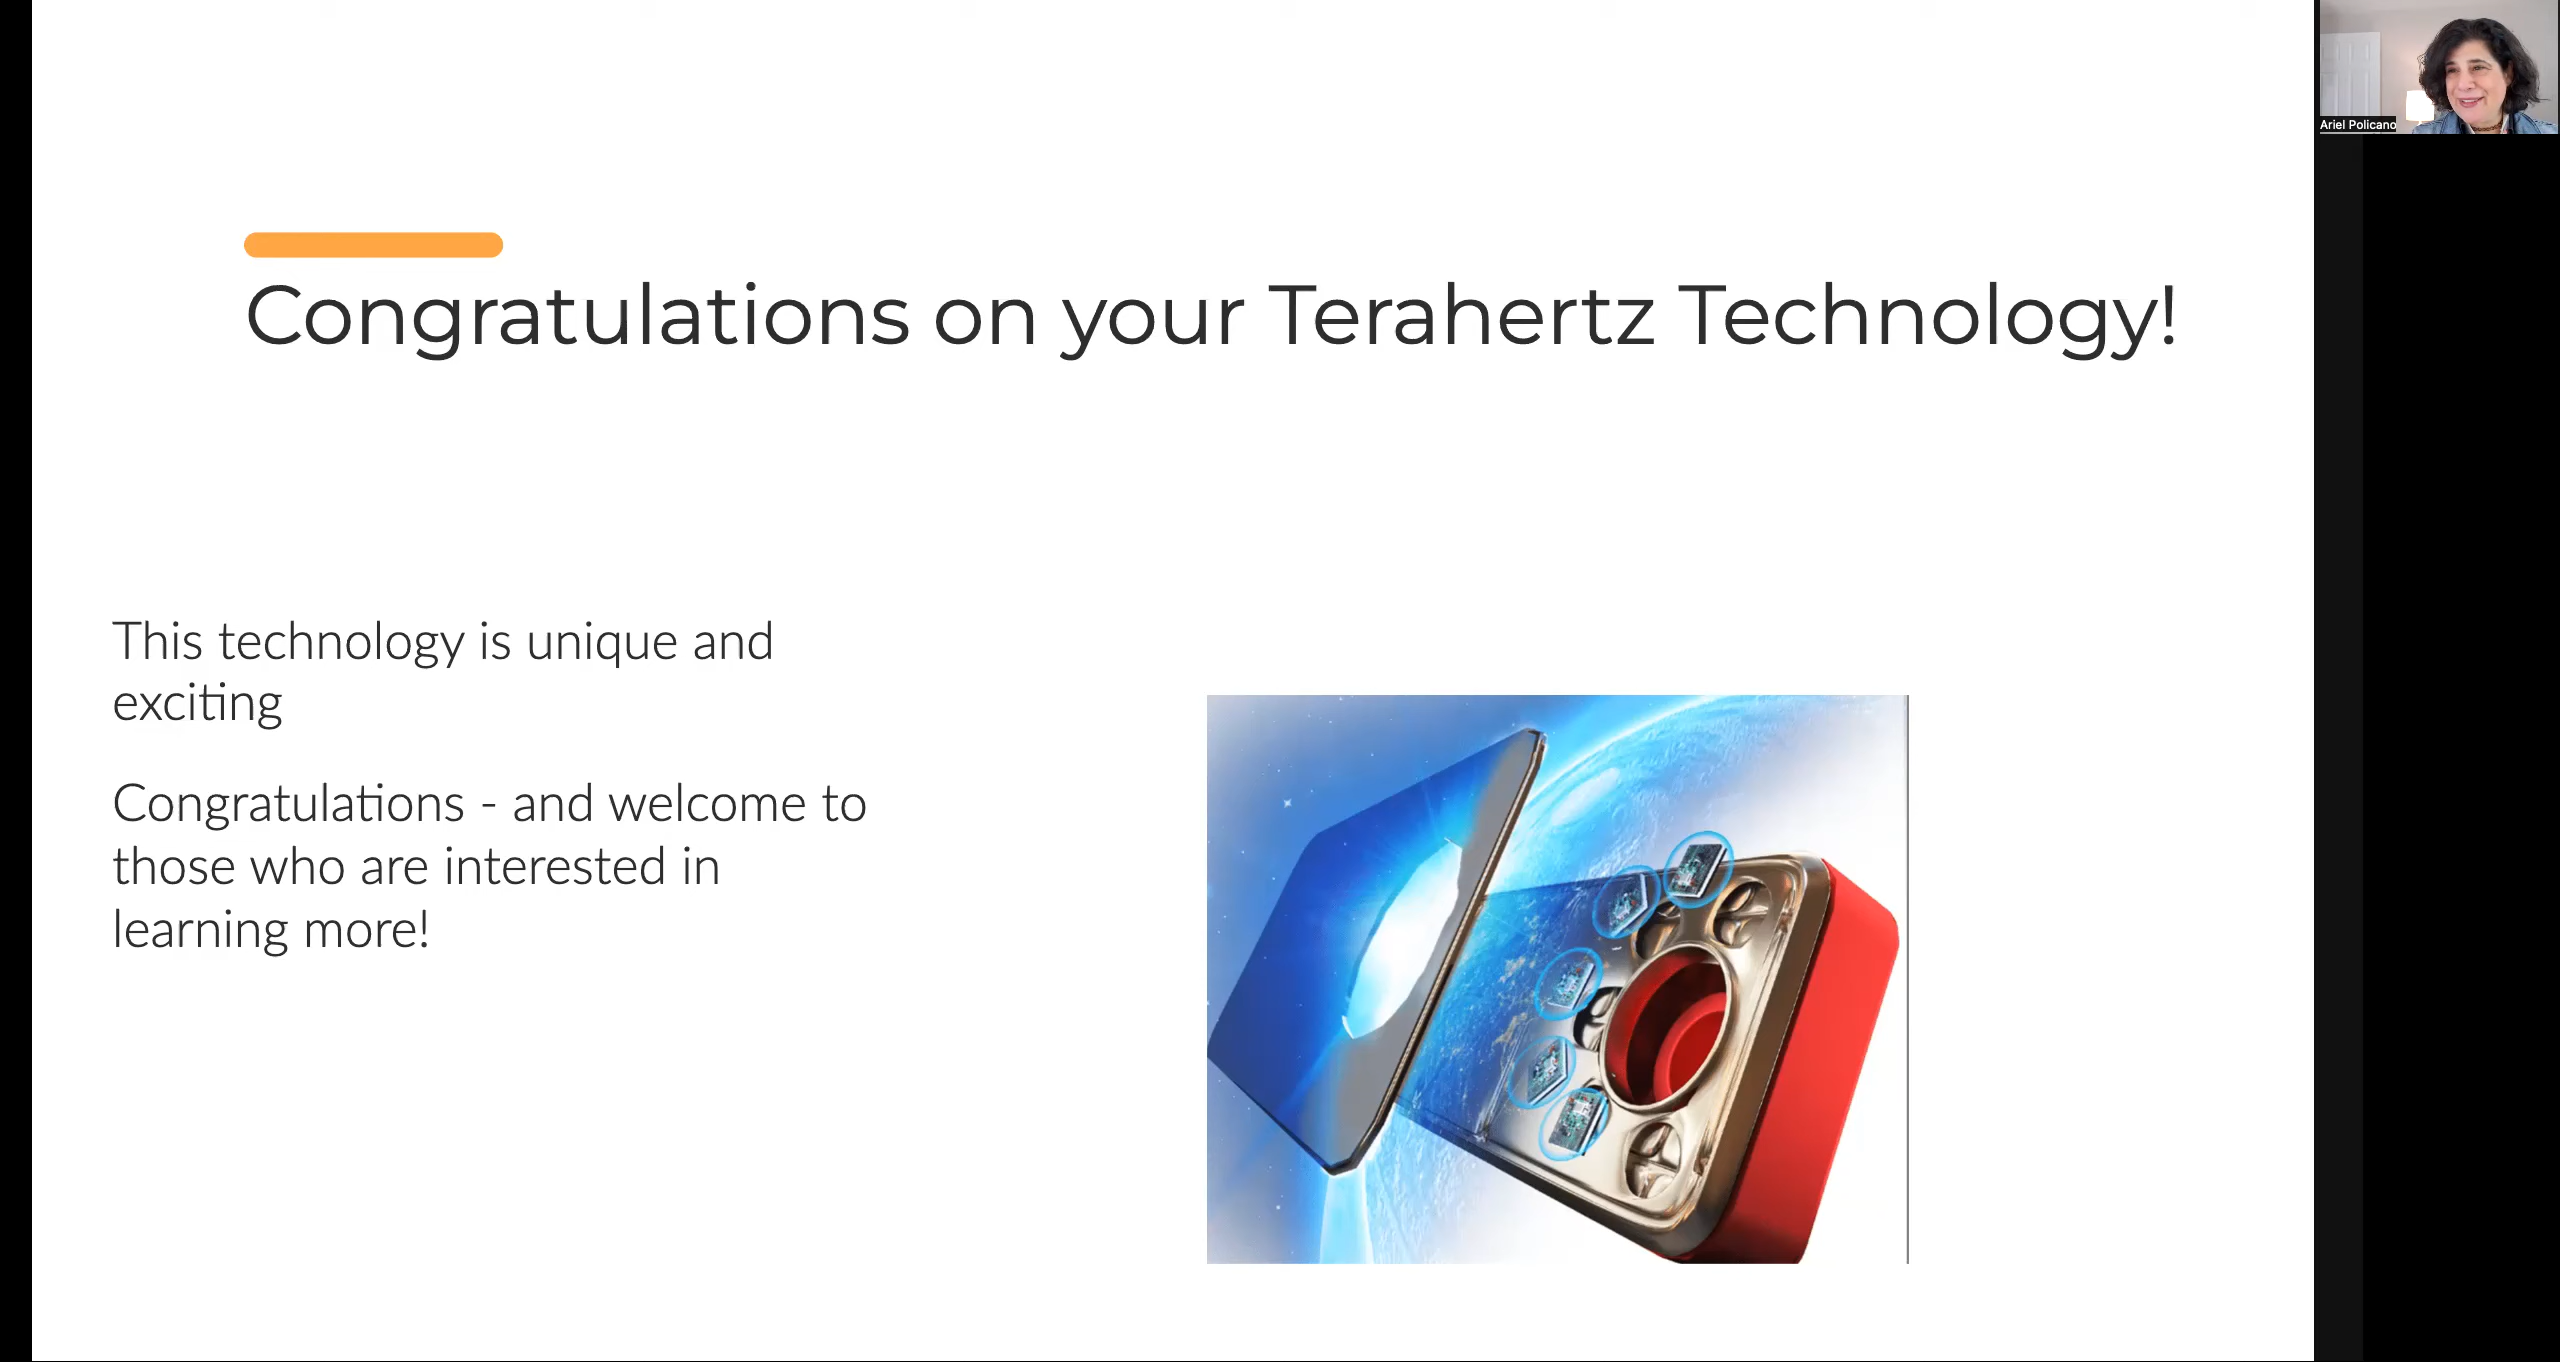 Congratulations on your Terahertz Technology!
This technology is unique and
exciting
Congratulations - and welcome to
those who are interested in
learning more!
Ariel Policano